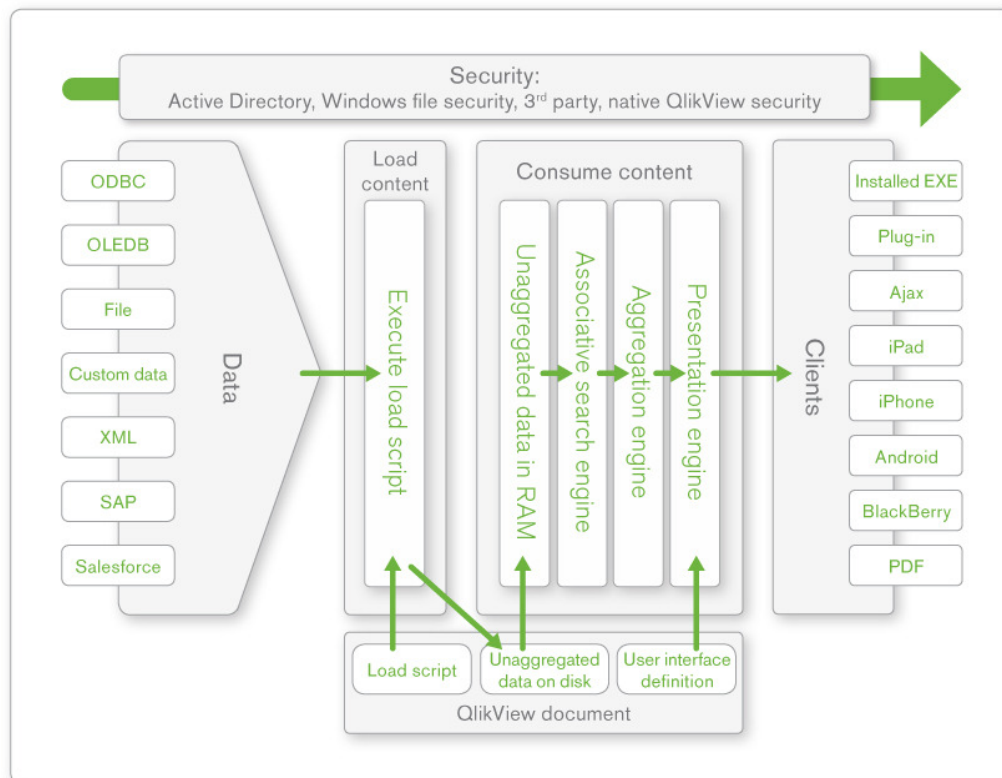 Security:
Active Directory, Windows file security, 3rd party, native QlikView security
ODBC
OLEDB
File
Custom data
XML
SAP
Salesforce
Data
Load
content
Execute load script
Consume content
Unaggregated data in RAM
Associative search engine
Aggregation engine
Presentation engine
Clients
Installed EXE
Plug-in
Ajax
iPad
iPhone
Android
BlackBerry
PDF
Load script
Unaggregated
data on disk
User interface
definition
QlikView document